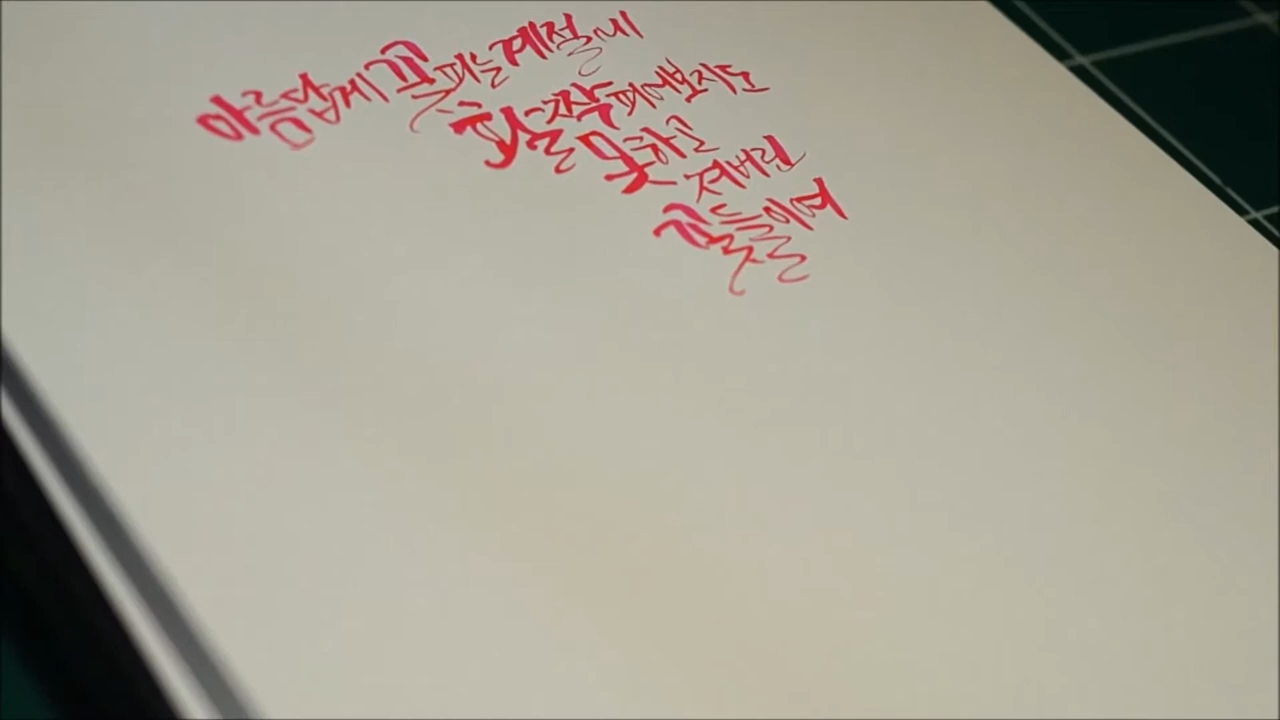 아름답게 꽃피는 계절에
활짝 피어보지도
못하고
져버린
꽃들이여